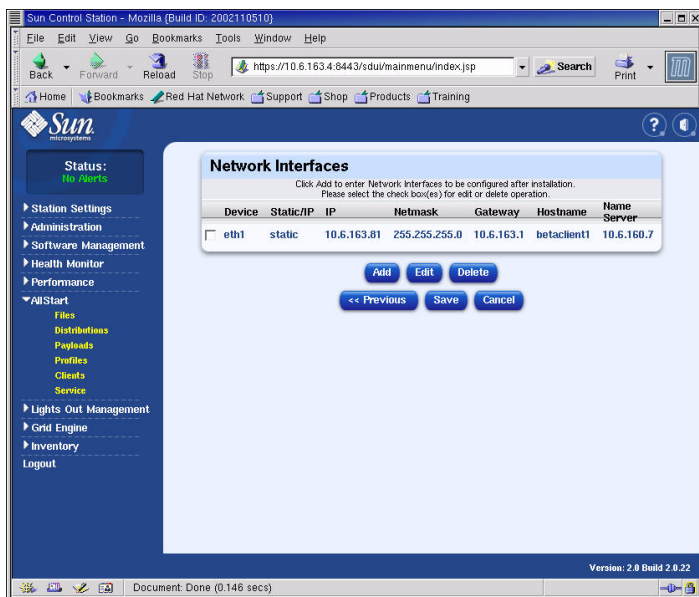 Sun Control Station - Mozilla {Build ID: 2002110510}
File Edit View Go Bookmarks Tools Window Help
Back Forward Reload Stop https://10.6.163.4:8443/sdui/mainmenu/index.jsp Search Print
Home Bookmarks Red Hat Network Support Shop Products Training
Sun
microsystems
?
Status:
No Alerts
Station Settings
Administration
Software Management
Health Monitor
Performance
AllStart
Files
Distributions
Payloads
Profiles
Clients
Service
Lights Out Management
Grid Engine
Inventory
Logout
Network Interfaces
Click Add to enter Network Interfaces to be configured after installation.
Please select the check box(es) for edit or delete operation.
Device Static/IP IP Netmask Gateway Hostname Name Server
eth1 static 10.6.163.81 255.255.255.0 10.6.163.1 betaclient1 10.6.160.7
Add Edit Delete
<< Previous Save Cancel
Version: 2.0 Build 2.0.22
Document: Done (0.146 secs)